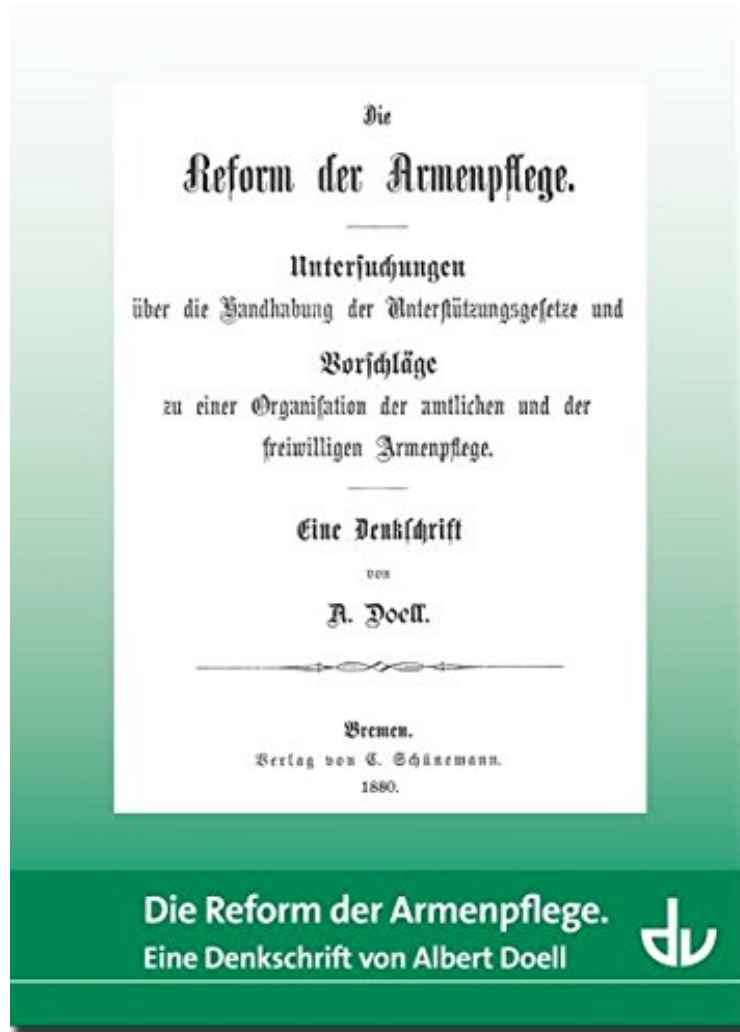 Die
Reform der Armenpflege.
Unterſuchungen
über die Handhabung der Unterſtützungsgeſetze und
Vorſchläge
zu einer Organiſation der amtlichen und der
freiwilligen Armenpflege.
Eine Denkſchrift
von
A. Doell.
Bremen.
Verlag von C. Schünemann.
1880.
Die Reform der Armenpflege.
Eine Denkschrift von Albert Doell
dv